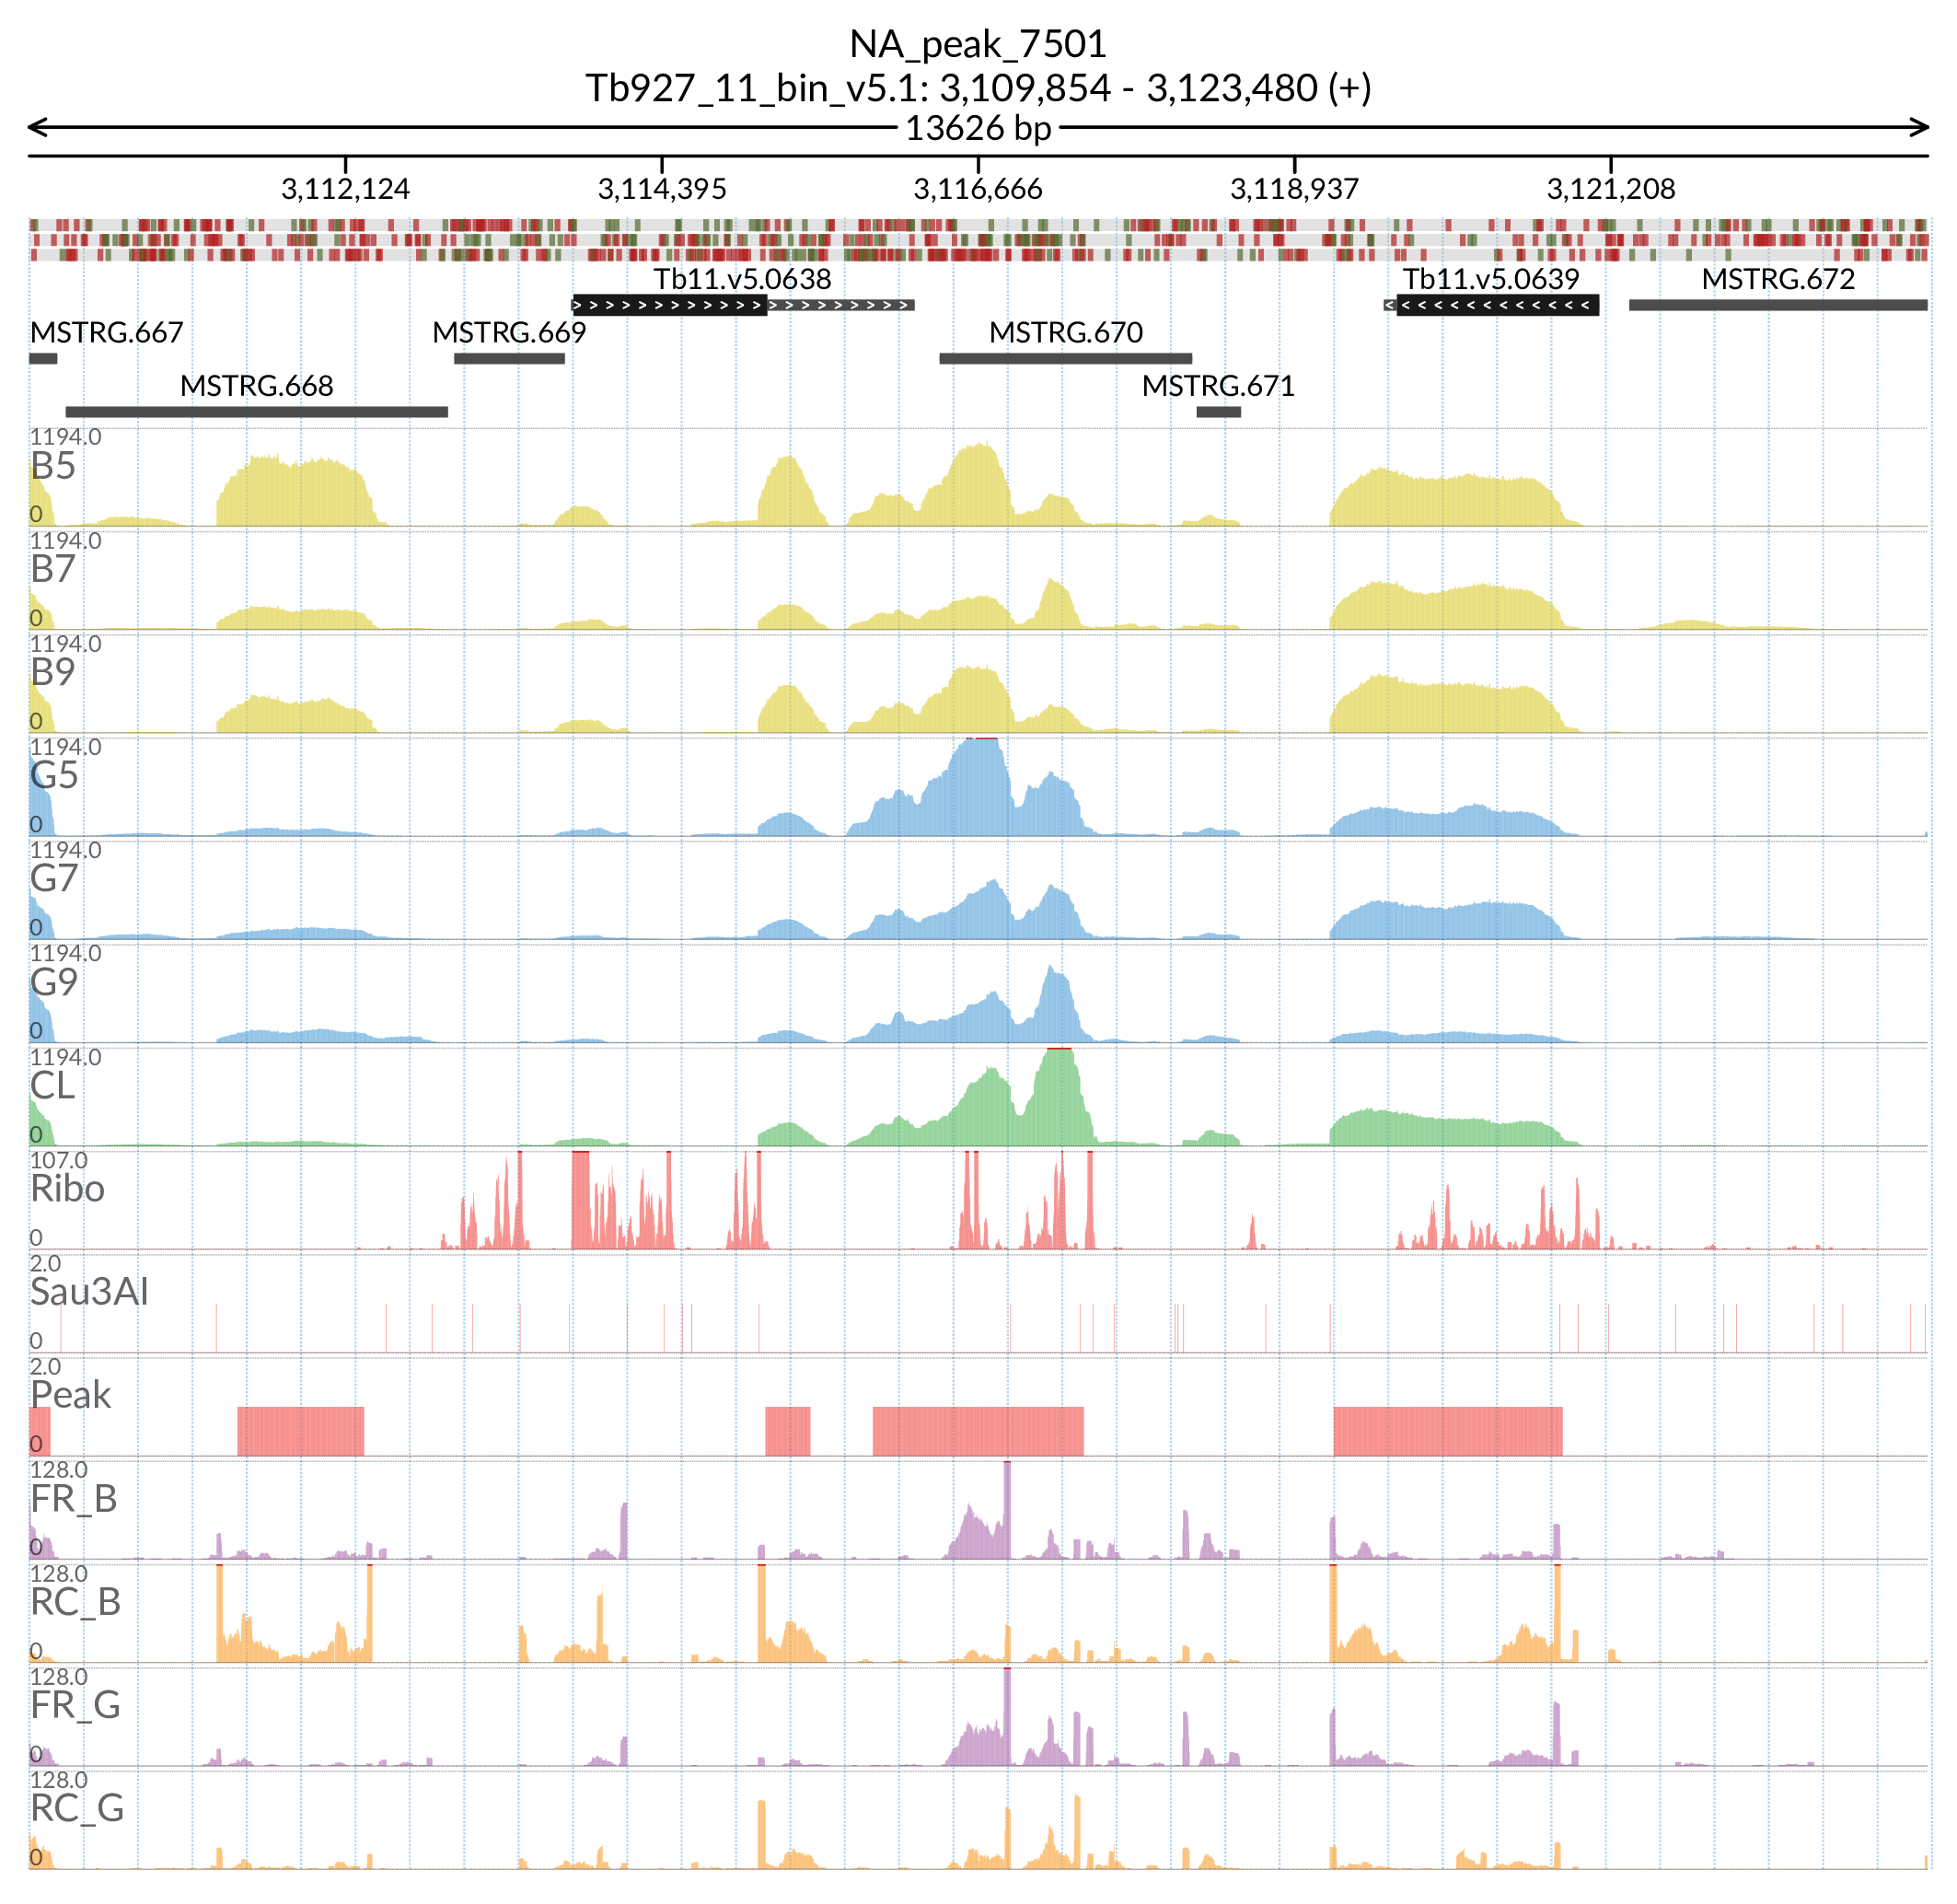 NA_peak_7501
Tb927_11_bin_v5.1: 3,109,854 - 3,123,480 (+)
13626 bp
3,112,124 3,114,395 3,116,666 3,118,937 3,121,208
Tb11.v5.0638 Tb11.v5.0639 MSTRG.672
MSTRG.667 MSTRG.669 MSTRG.670
MSTRG.668 MSTRG.671
1194.0
B5
0
1194.0
B7
0
1194.0
B9
0
1194.0
G5
0
1194.0
G7
0
1194.0
G9
0
1194.0
CL
0
107.0
Ribo
0
2.0
Sau3AI
0
2.0
Peak
0
128.0
FR_B
0
128.0
RC_B
0
128.0
FR_G
0
128.0
RC_G
0